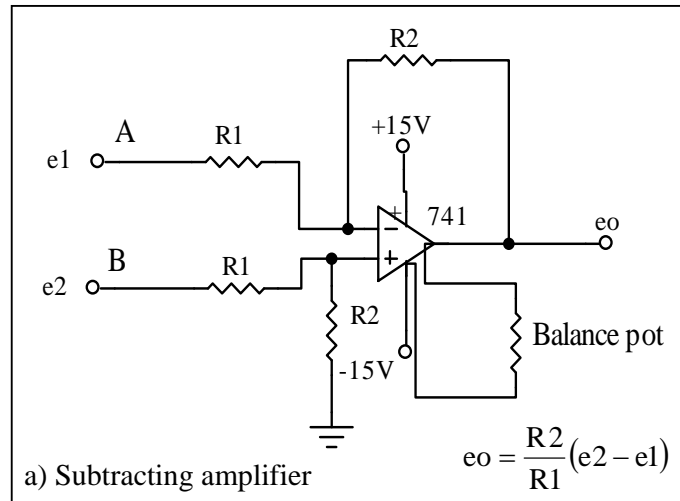 R2
+15V
A
R1
e1
+
741
−
eo
B
+
R1
e2
R2
Balance pot
-15V
a) Subtracting amplifier
eo = R2/R1 (e2 − e1)